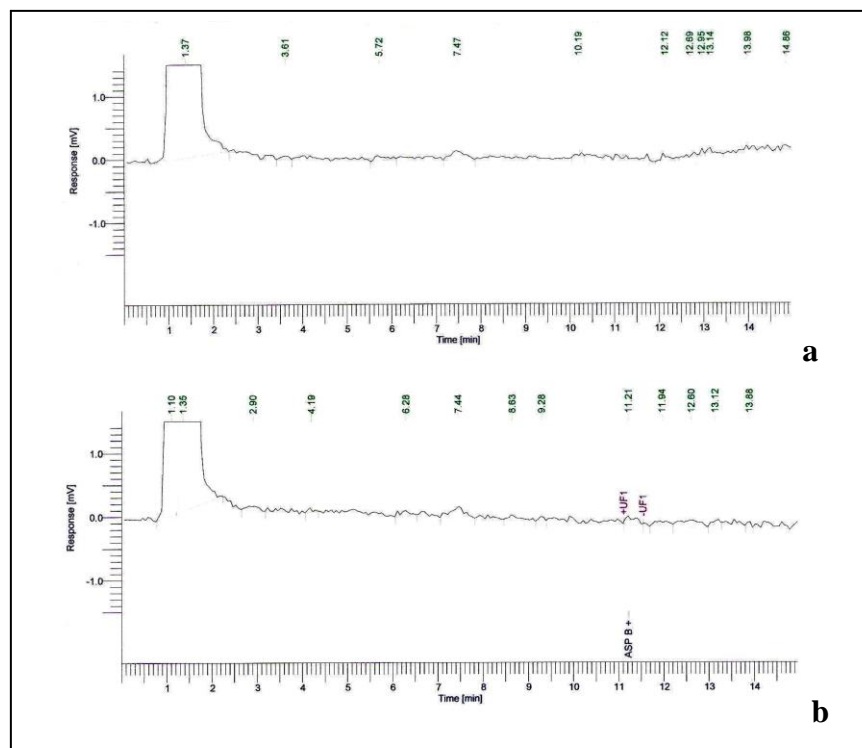 1.37 3.61 5.72 7.47 10.19 12.12 12.69 12.95 13.14 13.98 14.86
Response [mV]
1.0
0.0
-1.0
1 2 3 4 5 6 7 8 9 10 11 12 13 14
Time [min]
a
1.10 1.35 2.90 4.19 6.28 7.44 8.63 9.28 11.21 11.94 12.60 13.12 13.88
Response [mV]
1.0
0.0
-1.0
+UF1 -UF1
ASP B +
1 2 3 4 5 6 7 8 9 10 11 12 13 14
Time [min]
b